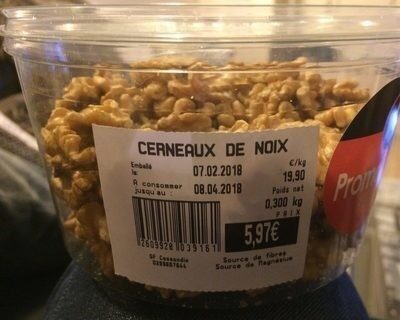 CERNEAUX DE NOIX
Emballé
le:
07.02.2018
€/kg
19,90
A consommer
jusqu'au :
08.04.2018
Poids net
0,300 kg
PRIX
5,97€
Source de fibres
Source de Magnésium
Prom